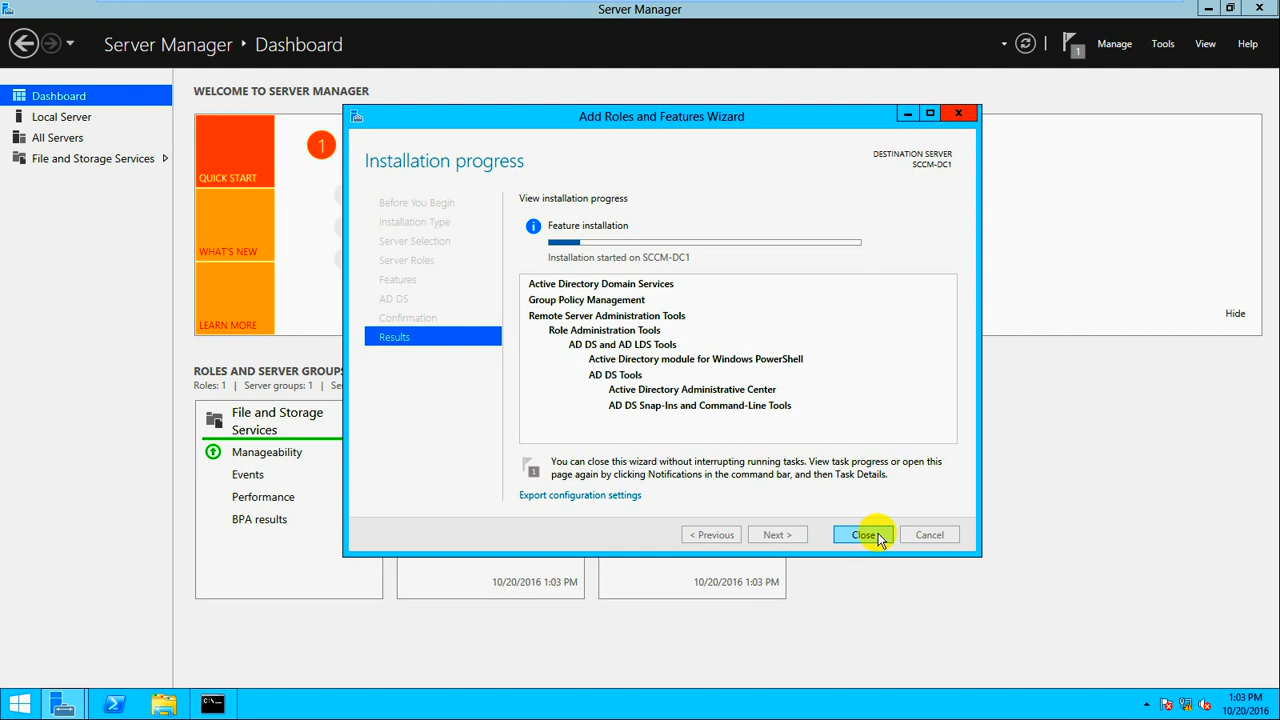 Server Manager
Server Manager ‣ Dashboard
1
Manage
Tools
View
Help
Dashboard
Local Server
All Servers
File and Storage Services
WELCOME TO SERVER MANAGER
1
QUICK START
WHAT'S NEW
LEARN MORE
Hide
ROLES AND SERVER GROUPS
Roles: 1 | Server groups: 1 |
File and Storage
Services
Manageability
Events
Performance
BPA results
10/20/2016 1:03 PM
10/20/2016 1:03 PM
Add Roles and Features Wizard
Installation progress
DESTINATION SERVER
SCCM-DC1
Before You Begin
Installation Type
Server Selection
Server Roles
Features
AD DS
Confirmation
Results
View installation progress
Feature installation
Installation started on SCCM-DC1
Active Directory Domain Services
Group Policy Management
Remote Server Administration Tools
Role Administration Tools
AD DS and AD LDS Tools
Active Directory module for Windows PowerShell
AD DS Tools
Active Directory Administrative Center
AD DS Snap-Ins and Command-Line Tools
1
You can close this wizard without interrupting running tasks. View task progress or open this
page again by clicking Notifications in the command bar, and then Task Details.
Export configuration settings
< Previous
Next >
Close
Cancel
1:03 PM
10/20/2016